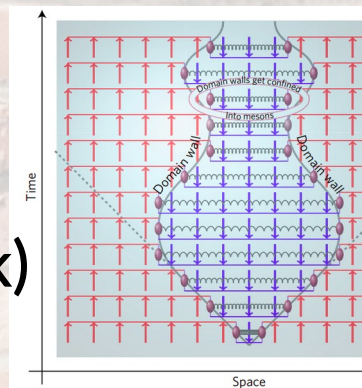 Domain walls get confined
Into mesons
Domain wall
Domain wall
Time
k)
Space